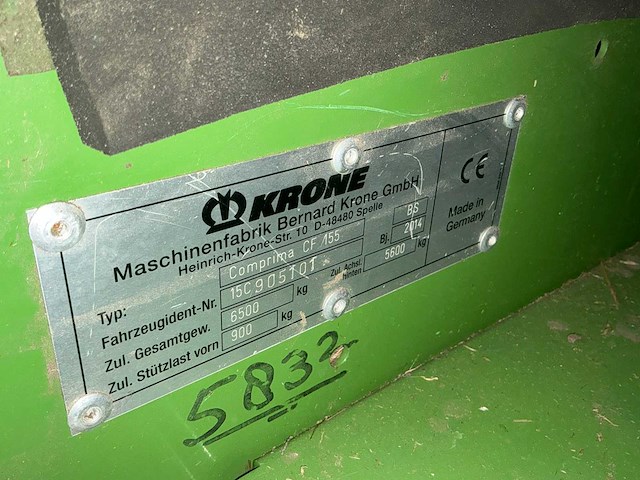 KRONE
Maschinenfabrik Bernard Krone GmbH
Heinrich-Krone-Str. 10 D-48480 Spelle
CE
Made in
Germany
Typ: Comprima CF 155 BS
Fahrzeugident-Nr. 15C905101 Bj. 2014
Zul. Gesamtgew. 6500 kg Zul. Achsl. hinten 5600 kg
Zul. Stützlast vorn 900 kg
5832